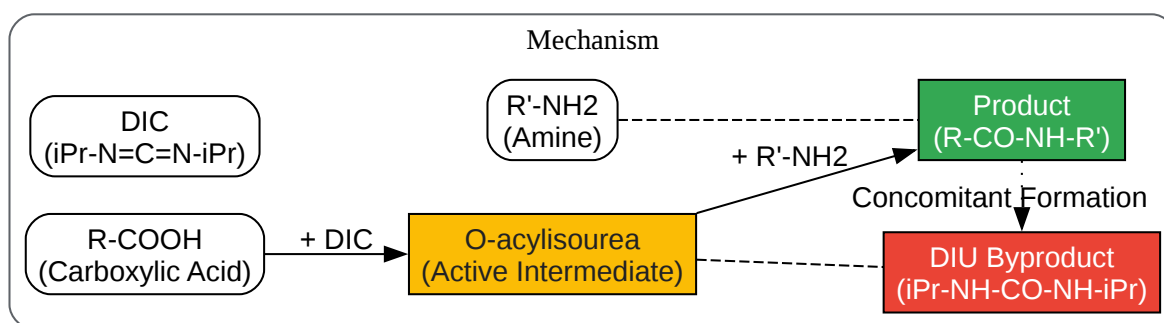 Mechanism
DIC
(iPr-N=C=N-iPr)
R'-NH2
(Amine)
Product
(R-CO-NH-R')
+ R'-NH2
Concomitant Formation
R-COOH
(Carboxylic Acid)
+ DIC
O-acylisourea
(Active Intermediate)
DIU Byproduct
(iPr-NH-CO-NH-iPr)